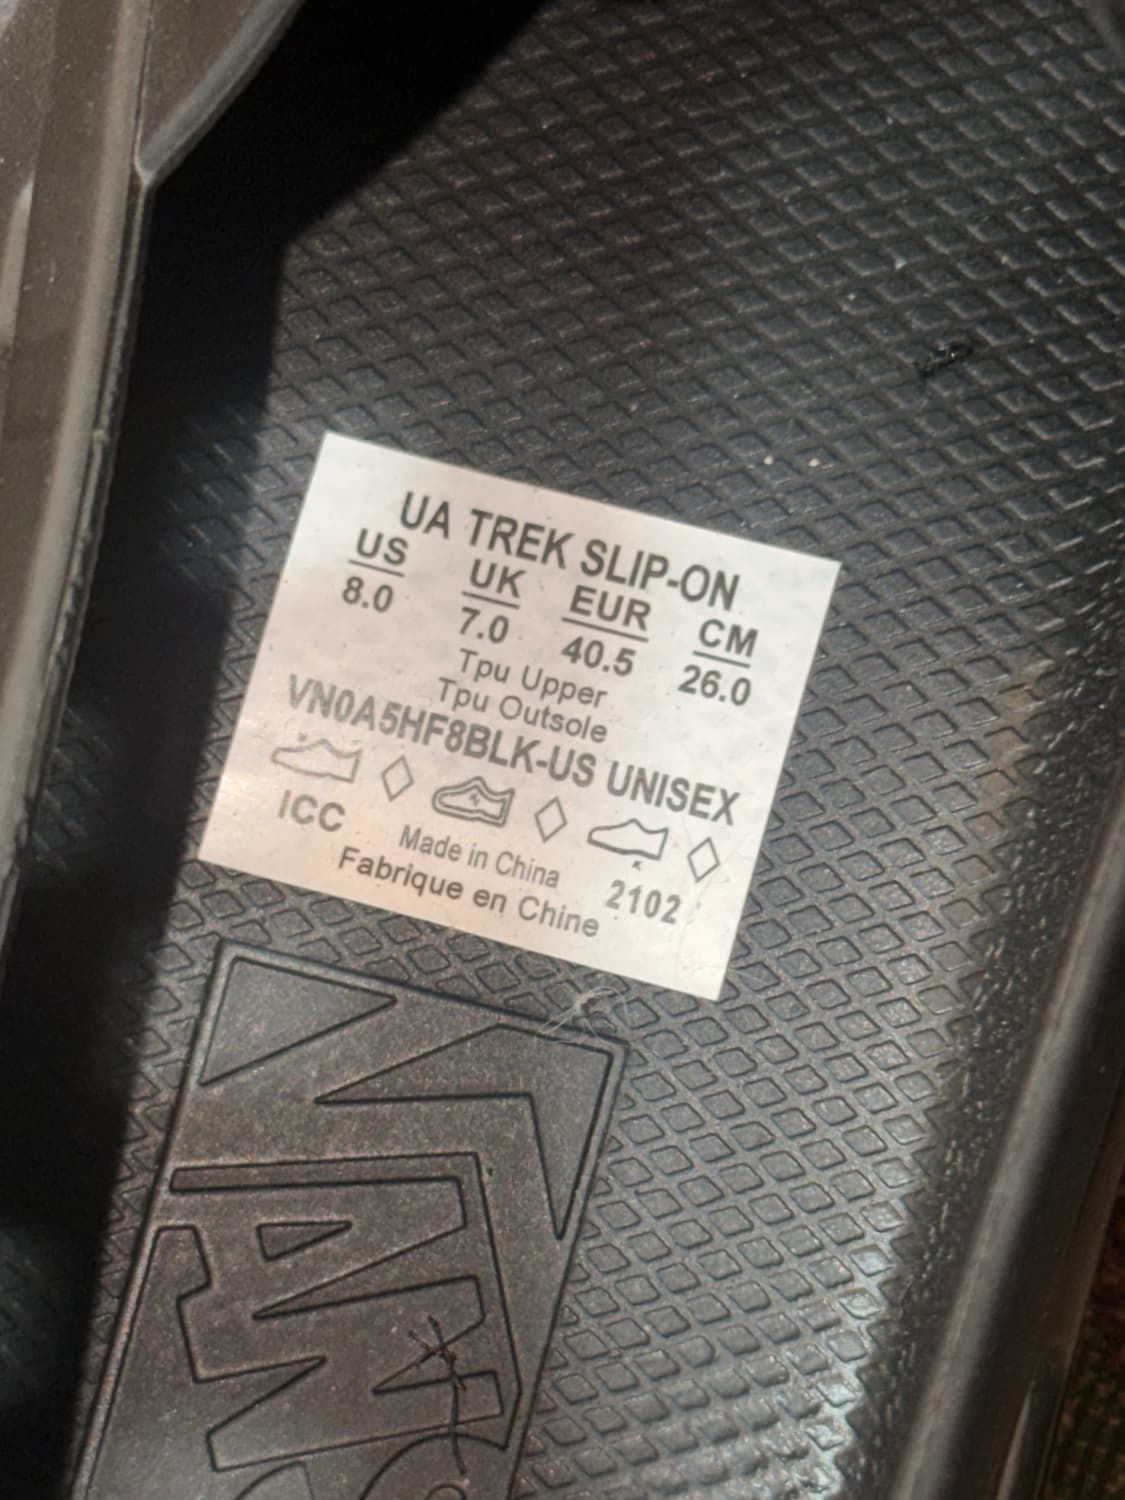 UA TREK SLIP-ON
US UK EUR CM
8.0 7.0 40.5 26.0
Tpu Upper
Tpu Outsole
VN0A5HF8BLK-US UNISEX
ICC Made in China 2102
Fabrique en Chine
VANS